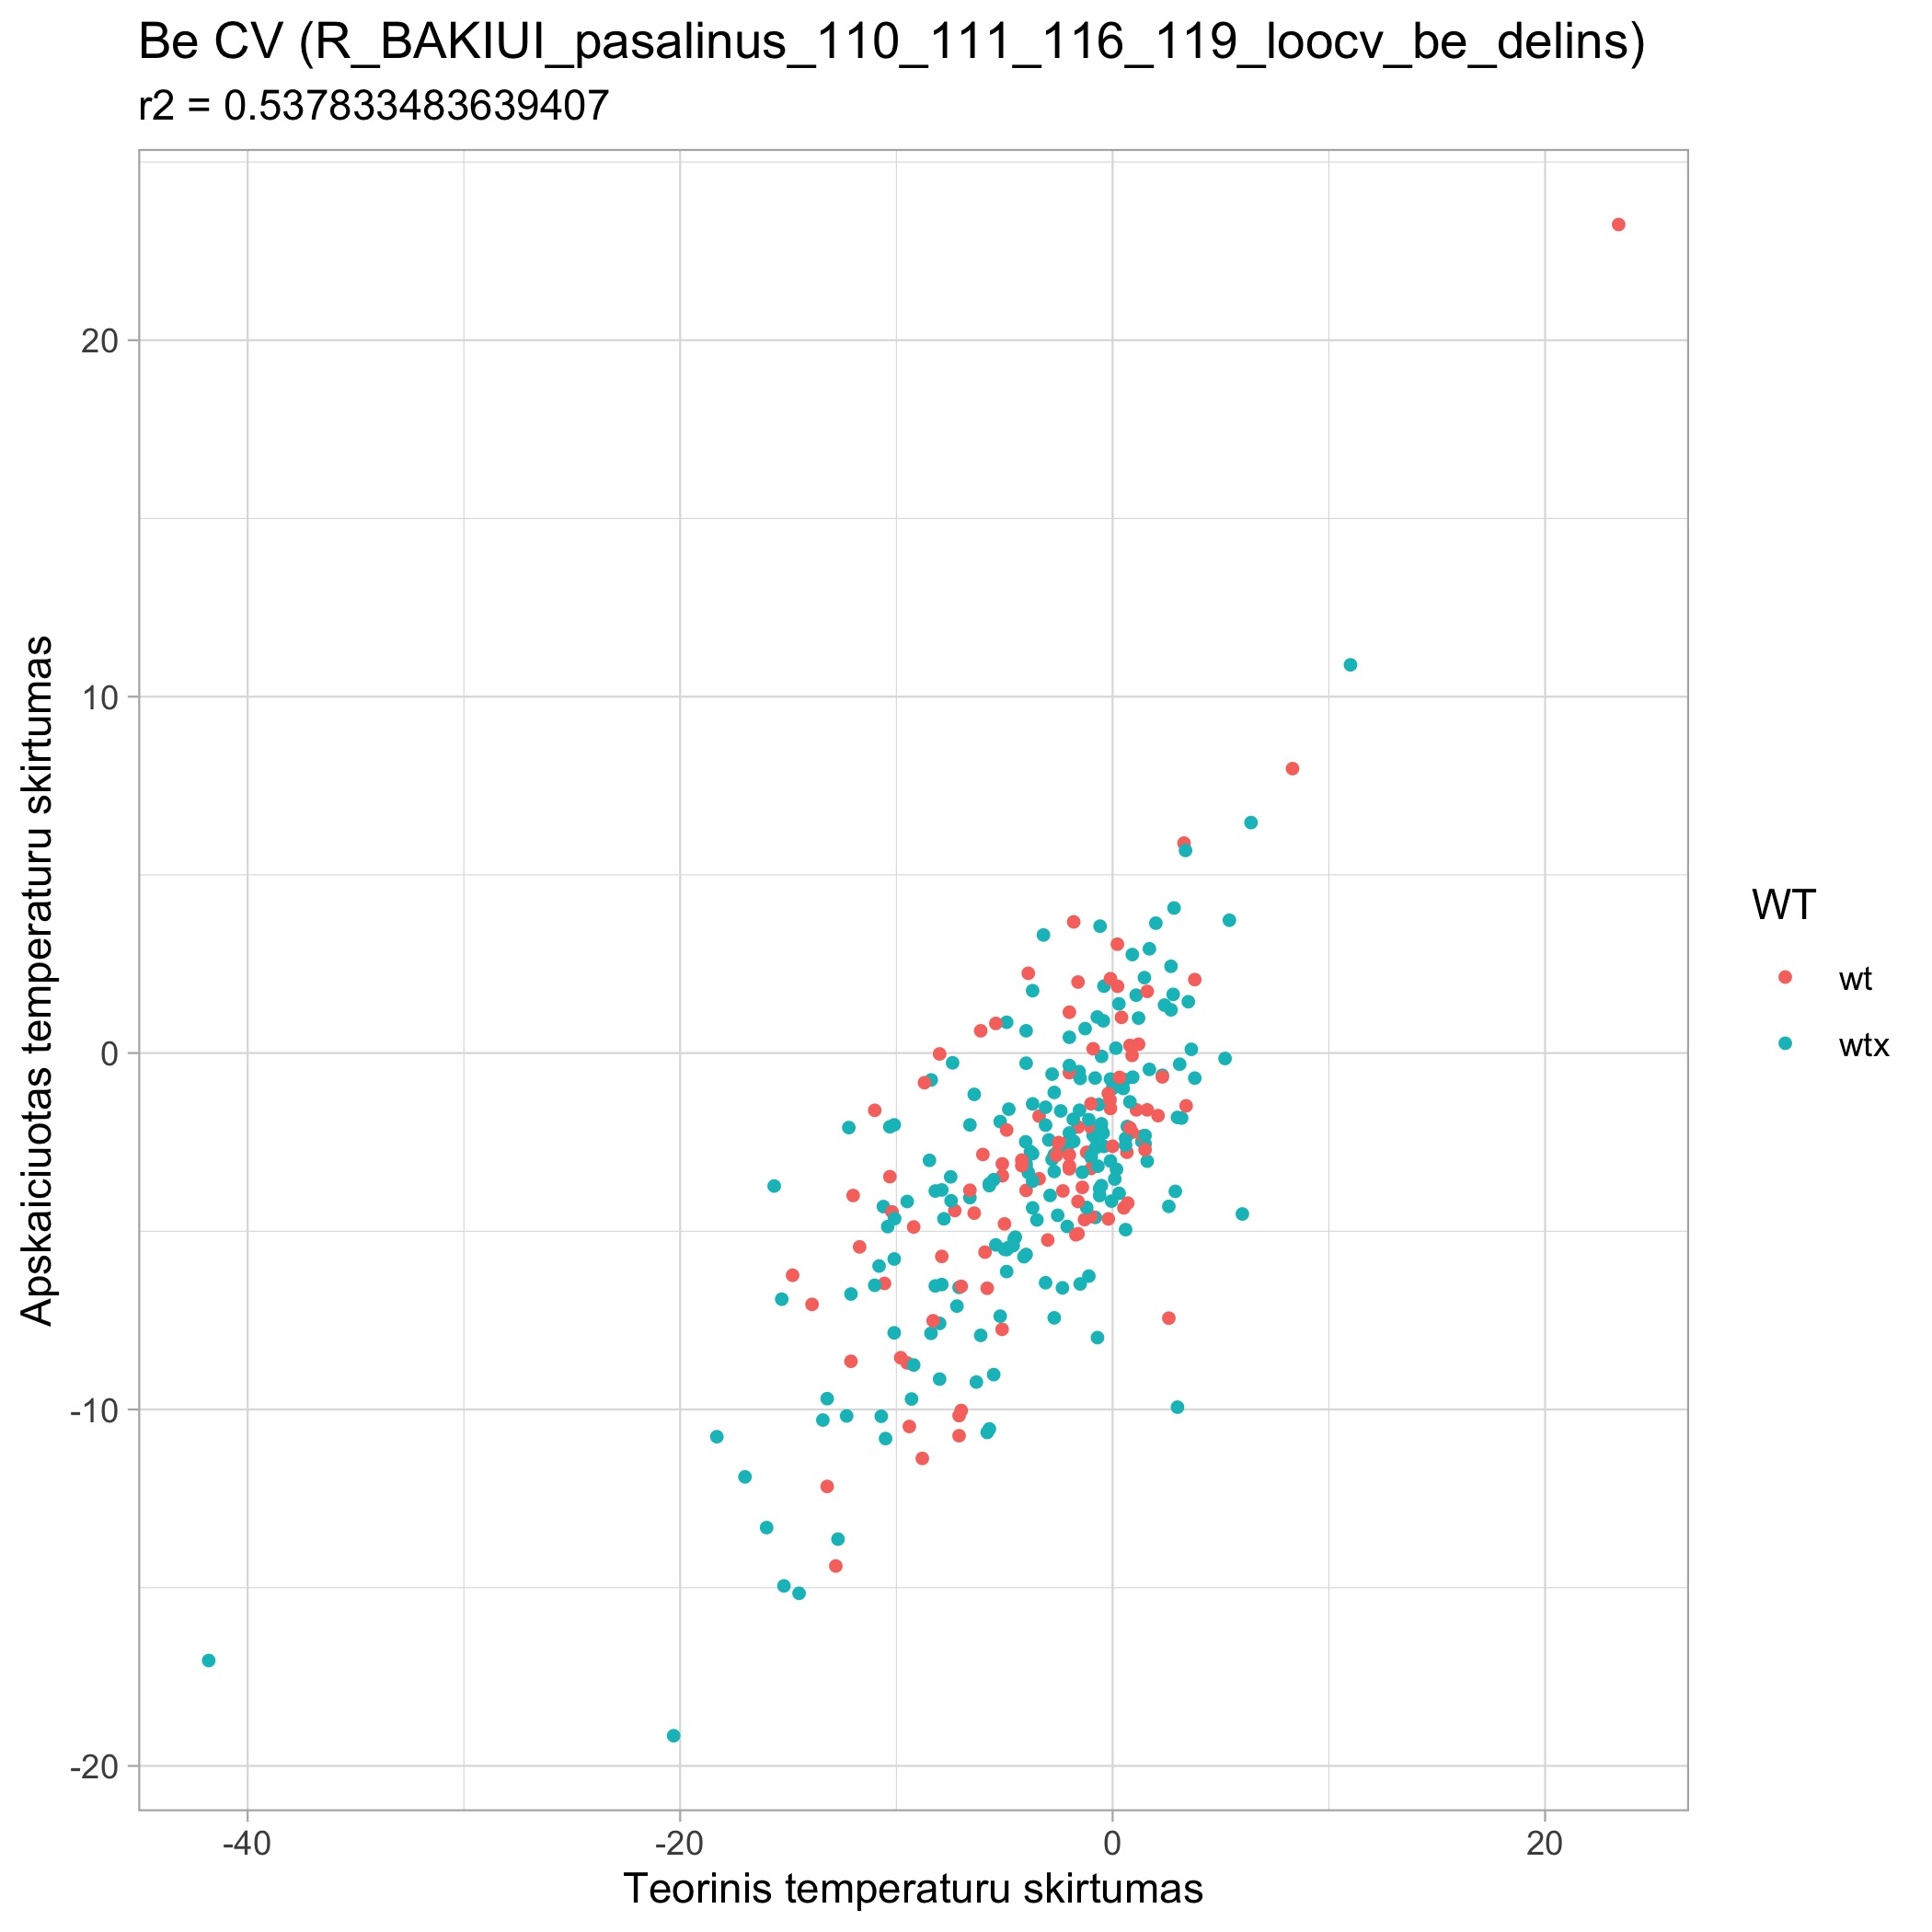 Be CV (R_BAKIUI_pasalinus_110_111_116_119_loocv_be_delins)
r2 = 0.537833483639407
Apskaiciuotas temperaturu skirtumas
20
10
0
-10
-20
-40
-20
0
20
Teorinis temperaturu skirtumas
WT
wt
wtx